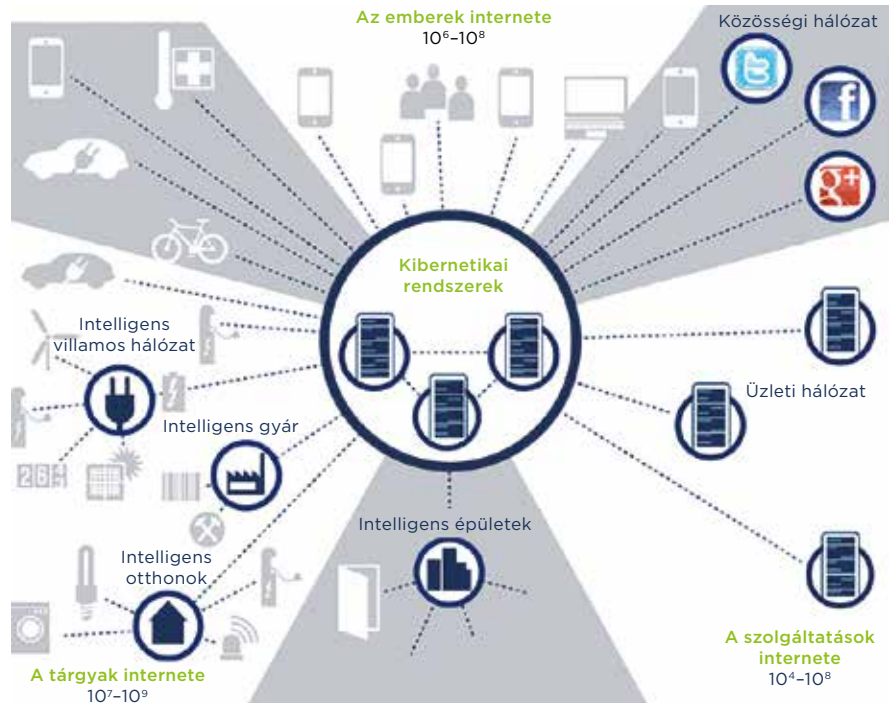 Az emberek internete
10⁶–10⁸
Közösségi hálózat
Kibernetikai
rendszerek
Intelligens
villamos hálózat
Üzleti hálózat
Intelligens gyár
Intelligens épületek
Intelligens
otthonok
A tárgyak internete
10⁷–10⁹
A szolgáltatások
internete
10⁴–10⁸
t
f
g+